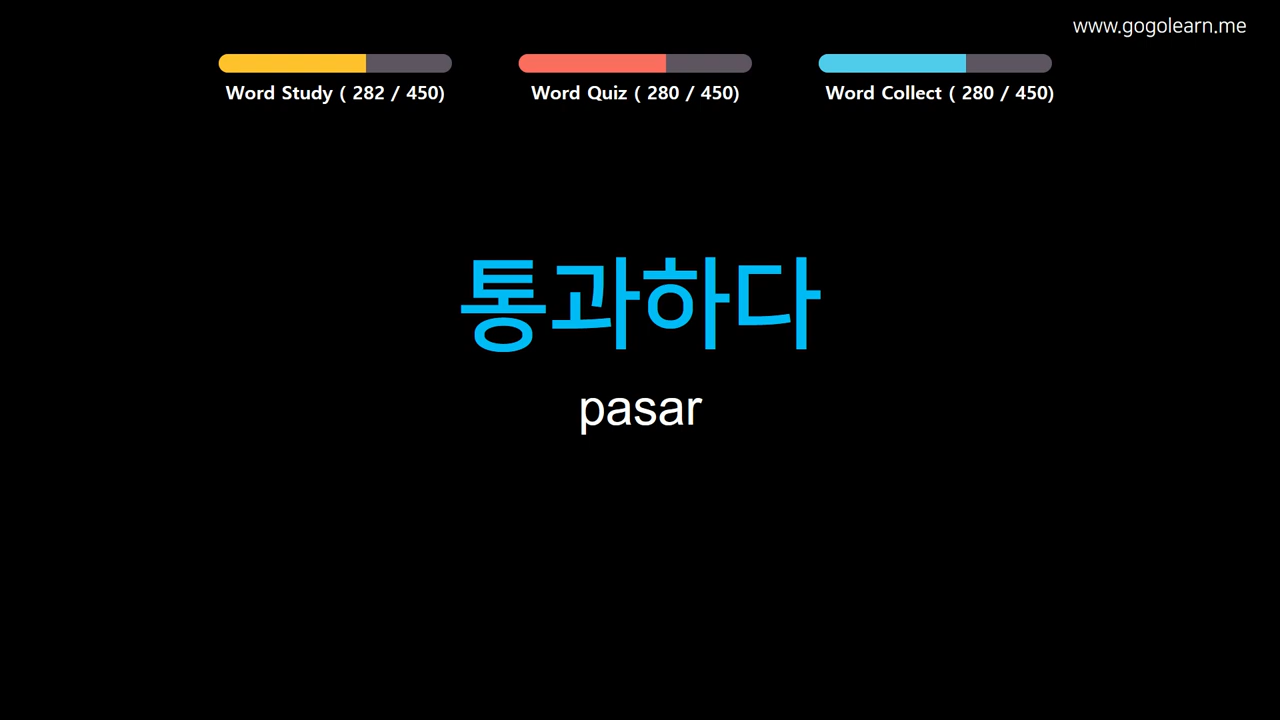 www.gogolearn.me
Word Study ( 282 / 450)
Word Quiz ( 280 / 450)
Word Collect ( 280 / 450)
통과하다
pasar